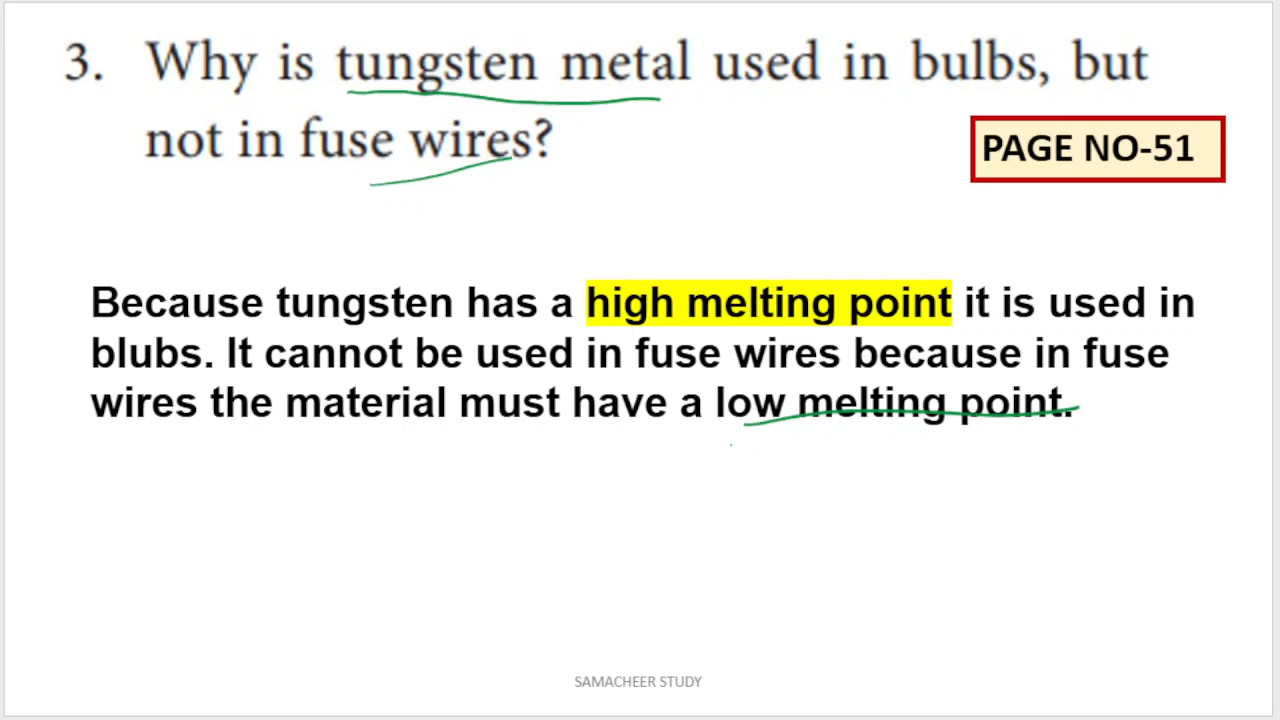 3. Why is tungsten metal used in bulbs, but
not in fuse wires?
PAGE NO-51
Because tungsten has a high melting point it is used in
blubs. It cannot be used in fuse wires because in fuse
wires the material must have a low melting point.
SAMACHEER STUDY